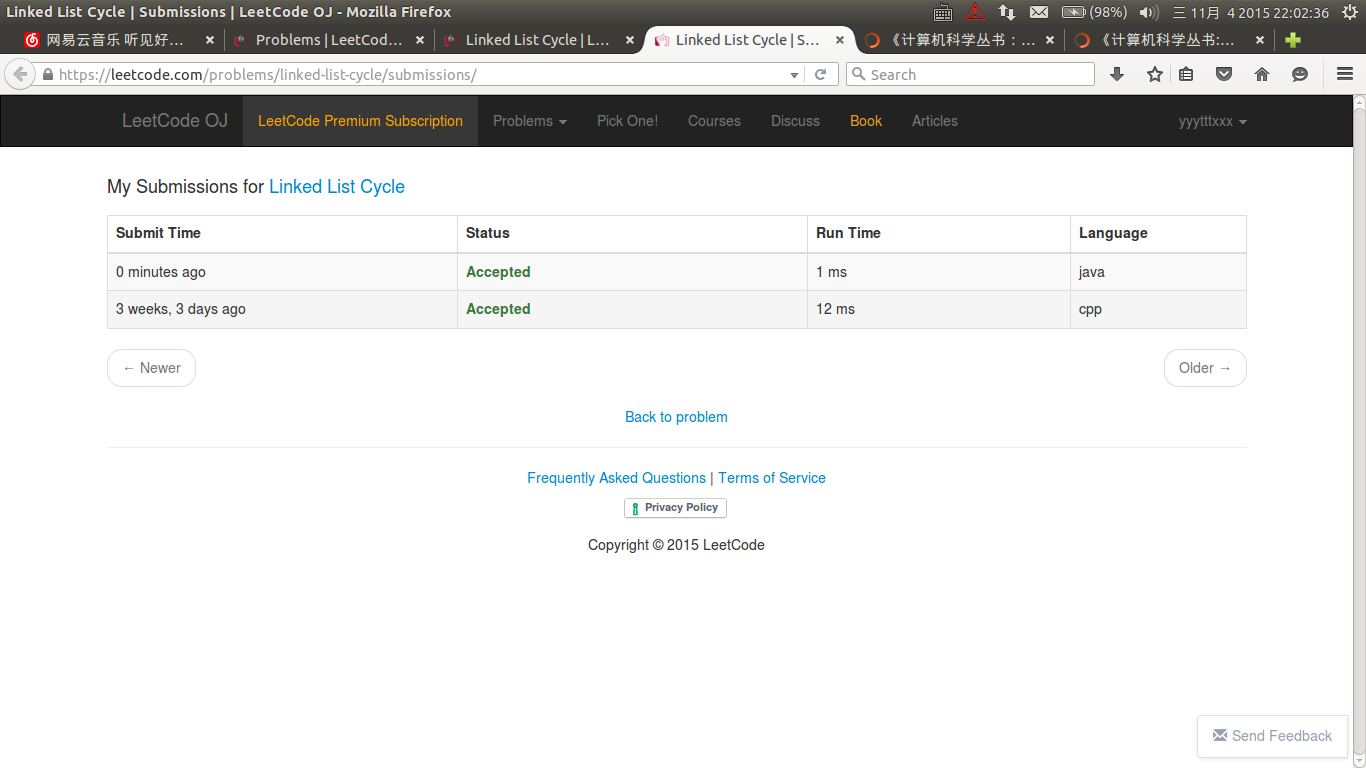 Linked List Cycle | Submissions | LeetCode OJ - Mozilla Firefox (98%) 三 11月 4 2015 22:02:36
网易云音乐 听见好... Problems | LeetCod... Linked List Cycle | L... Linked List Cycle | S... 《计算机科学丛书：... 《计算机科学丛书:...
https://leetcode.com/problems/linked-list-cycle/submissions/ Search
LeetCode OJ LeetCode Premium Subscription Problems Pick One! Courses Discuss Book Articles yyytttxxx
My Submissions for Linked List Cycle
Submit Time Status Run Time Language
0 minutes ago Accepted 1 ms java
3 weeks, 3 days ago Accepted 12 ms cpp
← Newer Older →
Back to problem
Frequently Asked Questions | Terms of Service
Privacy Policy
Copyright © 2015 LeetCode
Send Feedback